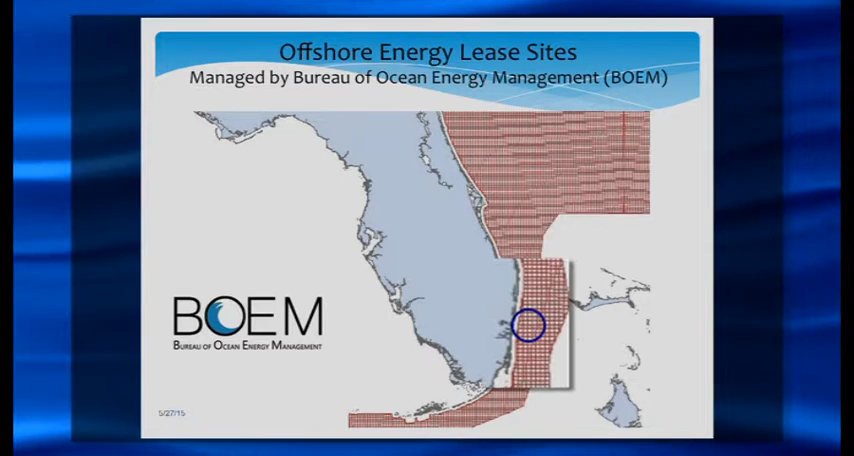 Offshore Energy Lease Sites
Managed by Bureau of Ocean Energy Management (BOEM)
BOEM
BUREAU OF OCEAN ENERGY MANAGEMENT
5/27/15